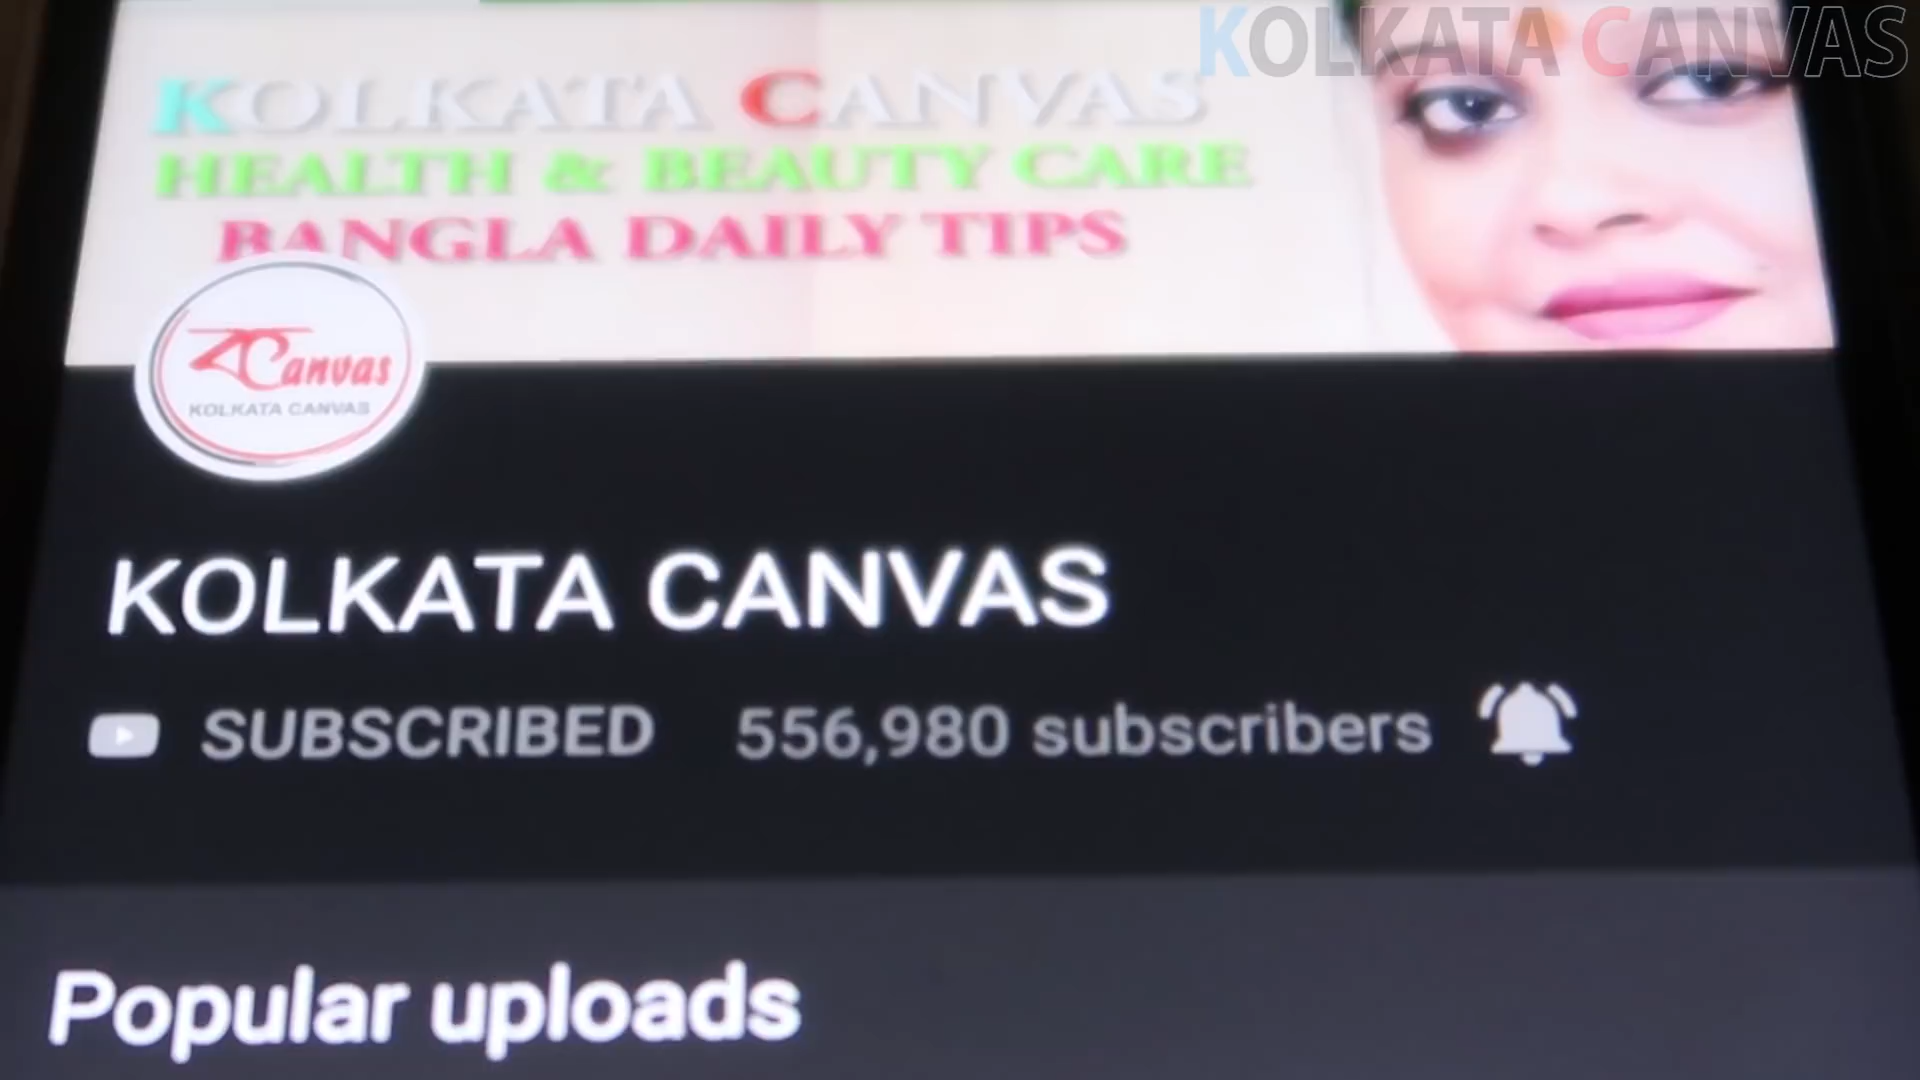 KOLKATA CANVAS
KOLKATA CANVAS
HEALTH & BEAUTY CARE
BANGLA DAILY TIPS
Canvas
KOLKATA CANVAS
KOLKATA CANVAS
SUBSCRIBED 556,980 subscribers
Popular uploads